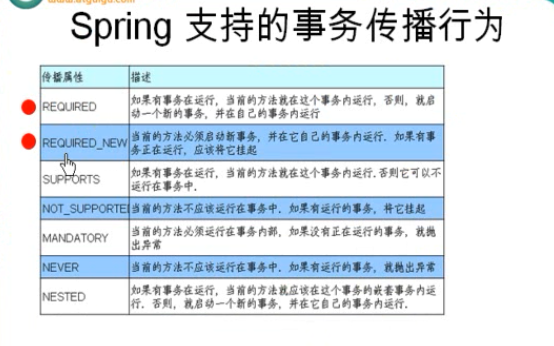 Spring 支持的事务传播行为
传播属性 描述
REQUIRED 如果有事务在运行，当前的方法就在这个事务内运行，否则，就启
动一个新的事务，并在自己的事务内运行
REQUIRED_NEW 当前的方法必须启动新事务，并在它自己的事务内运行．如果有事
务正在运行，应该将它挂起
SUPPORTS 如果有事务在运行，当前的方法就在这个事务内运行．否则它可以不
运行在事务中．
NOT_SUPPORTED 当前的方法不应该运行在事务中．如果有运行的事务，将它挂起
MANDATORY 当前的方法必须运行在事务内部，如果没有正在运行的事务，就抛
出异常
NEVER 当前的方法不应该运行在事务中．如果有运行的事务，就抛出异常
NESTED 如果有事务在运行，当前的方法就应该在这个事务的嵌套事务内运
行．否则，就启动一个新的事务，并在它自己的事务内运行．